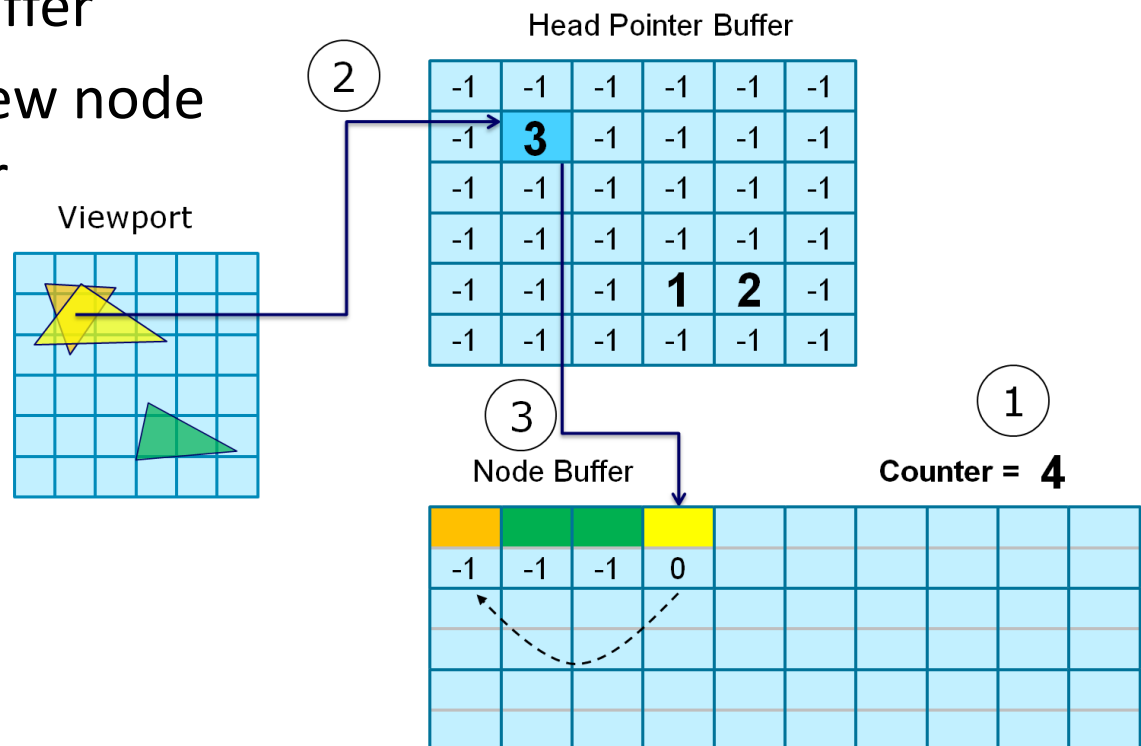 ew node
Viewport
Head Pointer Buffer
2
-1 -1 -1 -1 -1 -1
-1 3 -1 -1 -1 -1
-1 -1 -1 -1 -1 -1
-1 -1 -1 -1 -1 -1
-1 -1 -1 1 2 -1
-1 -1 -1 -1 -1 -1
3
1
Node Buffer
Counter = 4
-1 -1 -1 0